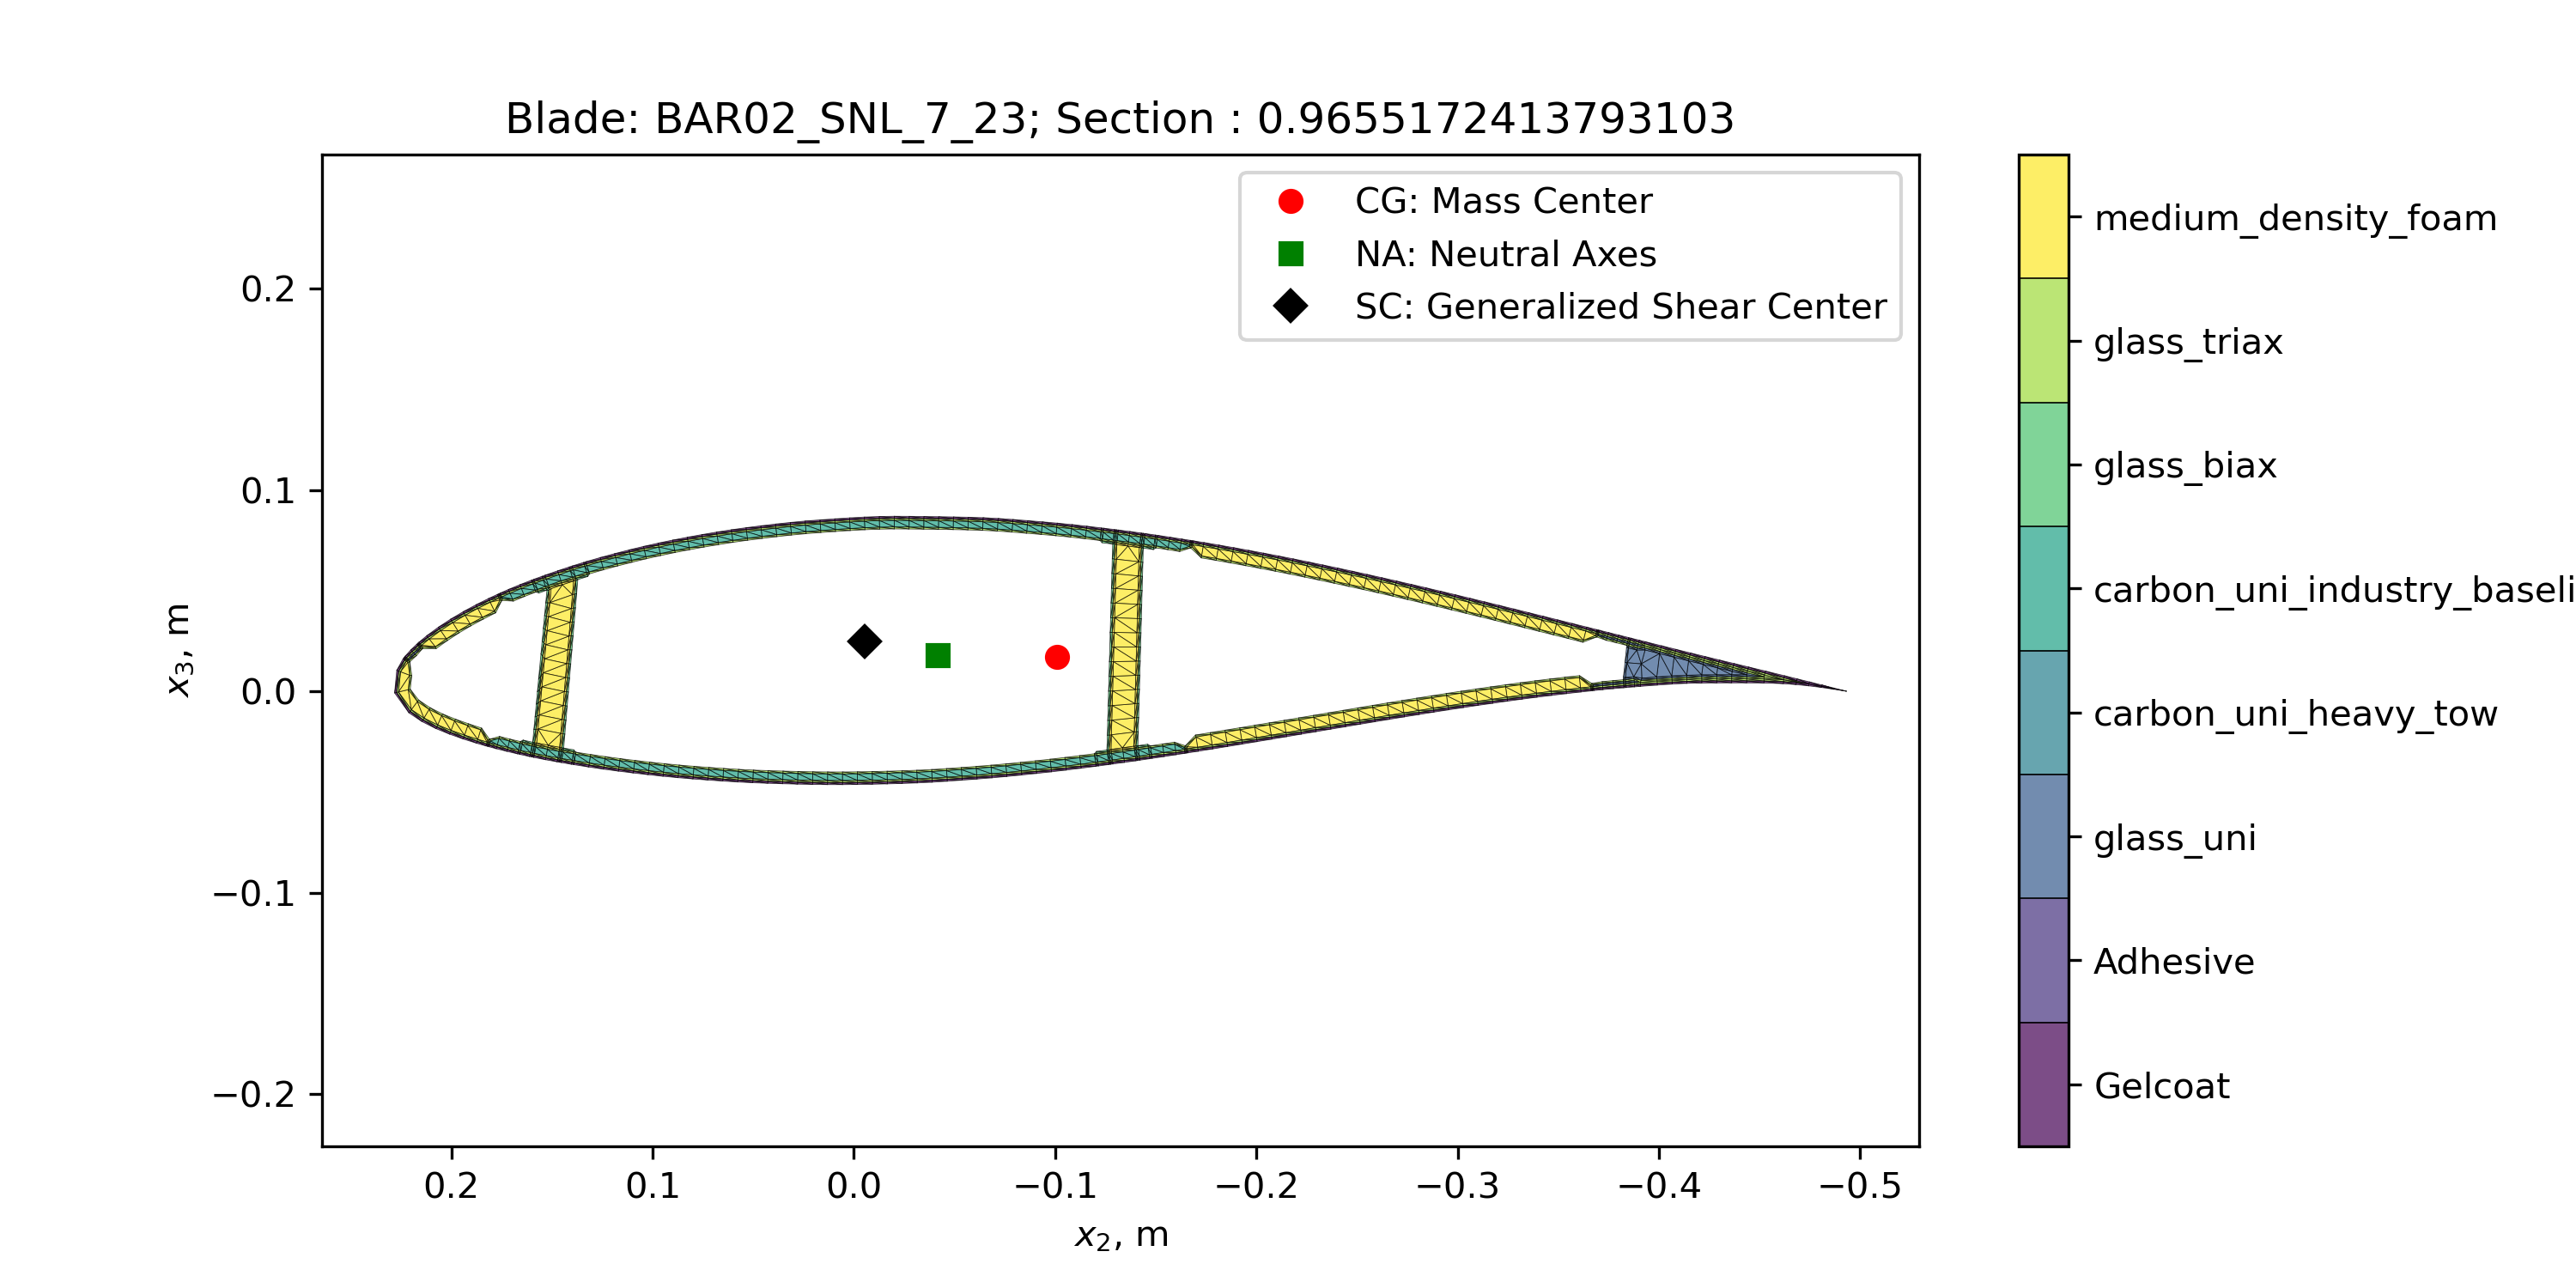 Blade: BAR02_SNL_7_23; Section : 0.9655172413793103
CG: Mass Center
NA: Neutral Axes
SC: Generalized Shear Center
0.2
0.1
0.0
−0.1
−0.2
x₃, m
0.2
0.1
0.0
−0.1
−0.2
−0.3
−0.4
−0.5
x₂, m
medium_density_foam
glass_triax
glass_biax
carbon_uni_industry_baseli
carbon_uni_heavy_tow
glass_uni
Adhesive
Gelcoat